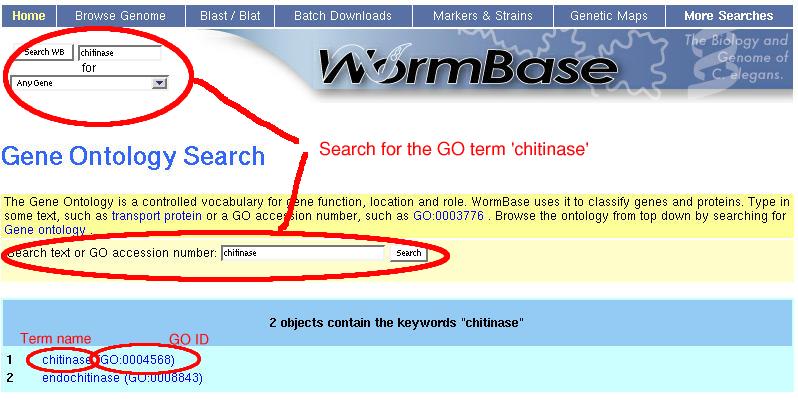 Home Browse Genome Blast / Blat Batch Downloads Markers & Strains Genetic Maps More Searches
Search WB chitinase
for
Any Gene
WormBase
The Biology and
Genome of
C. elegans.
Search for the GO term 'chitinase'
Gene Ontology Search
The Gene Ontology is a controlled vocabulary for gene function, location and role. WormBase uses it to classify genes and proteins. Type in
some text, such as transport protein or a GO accession number, such as GO:0003776 . Browse the ontology from top down by searching for
Gene ontology .
Search text or GO accession number: chitinase Search
2 objects contain the keywords "chitinase"
Term name GO ID
1 chitinase (GO:0004568)
2 endochitinase (GO:0008843)